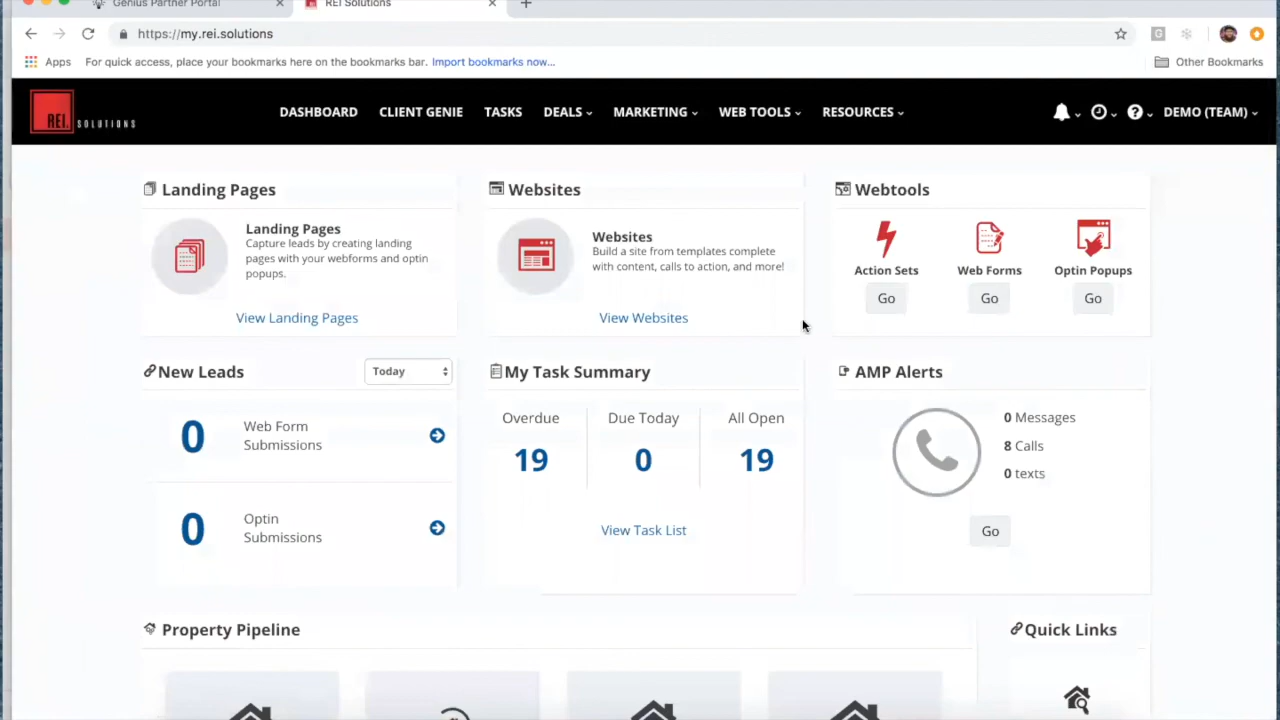 Genius Partner Portal
REI Solutions
https://my.rei.solutions
Apps
For quick access, place your bookmarks here on the bookmarks bar. Import bookmarks now...
Other Bookmarks
REI. SOLUTIONS
DASHBOARD
CLIENT GENIE
TASKS
DEALS
MARKETING
WEB TOOLS
RESOURCES
DEMO (TEAM)
Landing Pages
Landing Pages
Capture leads by creating landing
pages with your webforms and optin
popups.
View Landing Pages
Websites
Websites
Build a site from templates complete
with content, calls to action, and more!
View Websites
Webtools
Action Sets
Web Forms
Optin Popups
Go
Go
Go
New Leads
Today
0
Web Form
Submissions
0
Optin
Submissions
My Task Summary
Overdue
Due Today
All Open
19
0
19
View Task List
AMP Alerts
0 Messages
8 Calls
0 texts
Go
Property Pipeline
Quick Links